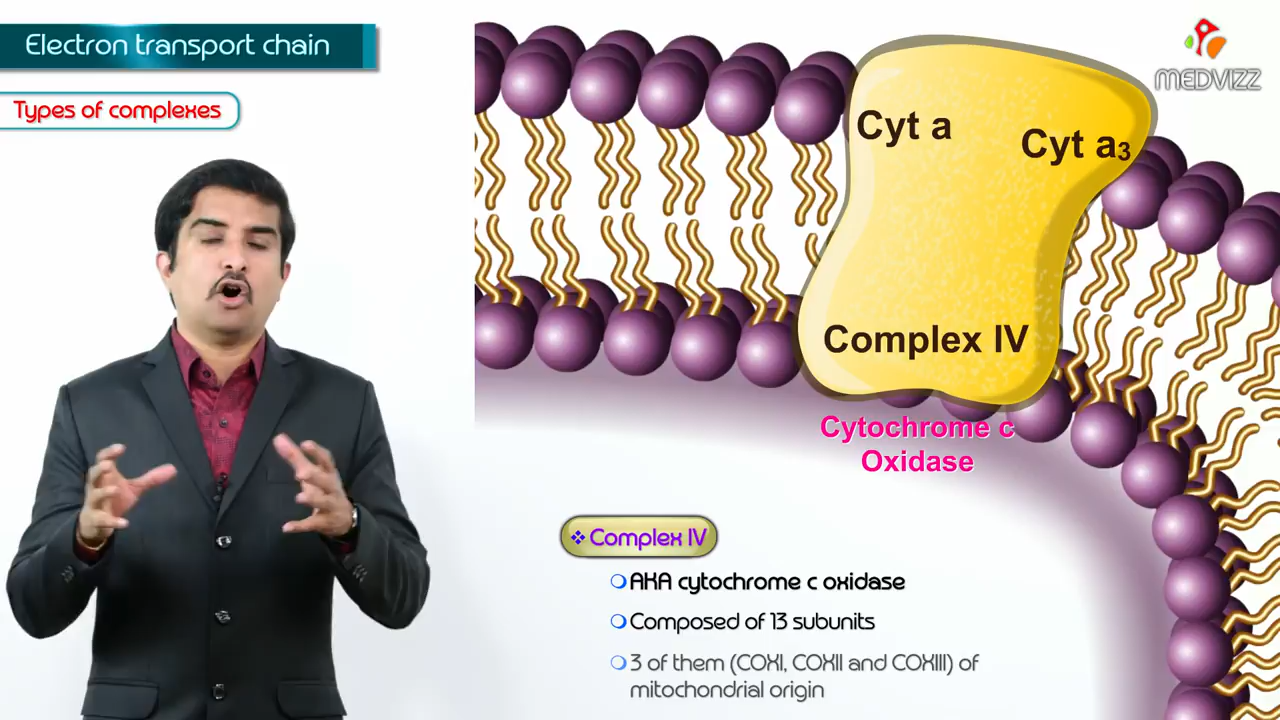 Electron transport chain
Types of complexes
MEDVIZZ
Cyt a
Cyt a₃
Complex IV
Cytochrome c
Oxidase
❖ Complex IV
❍ AKA cytochrome c oxidase
❍ Composed of 13 subunits
❍ 3 of them (COXI, COXII and COXIII) of
mitochondrial origin